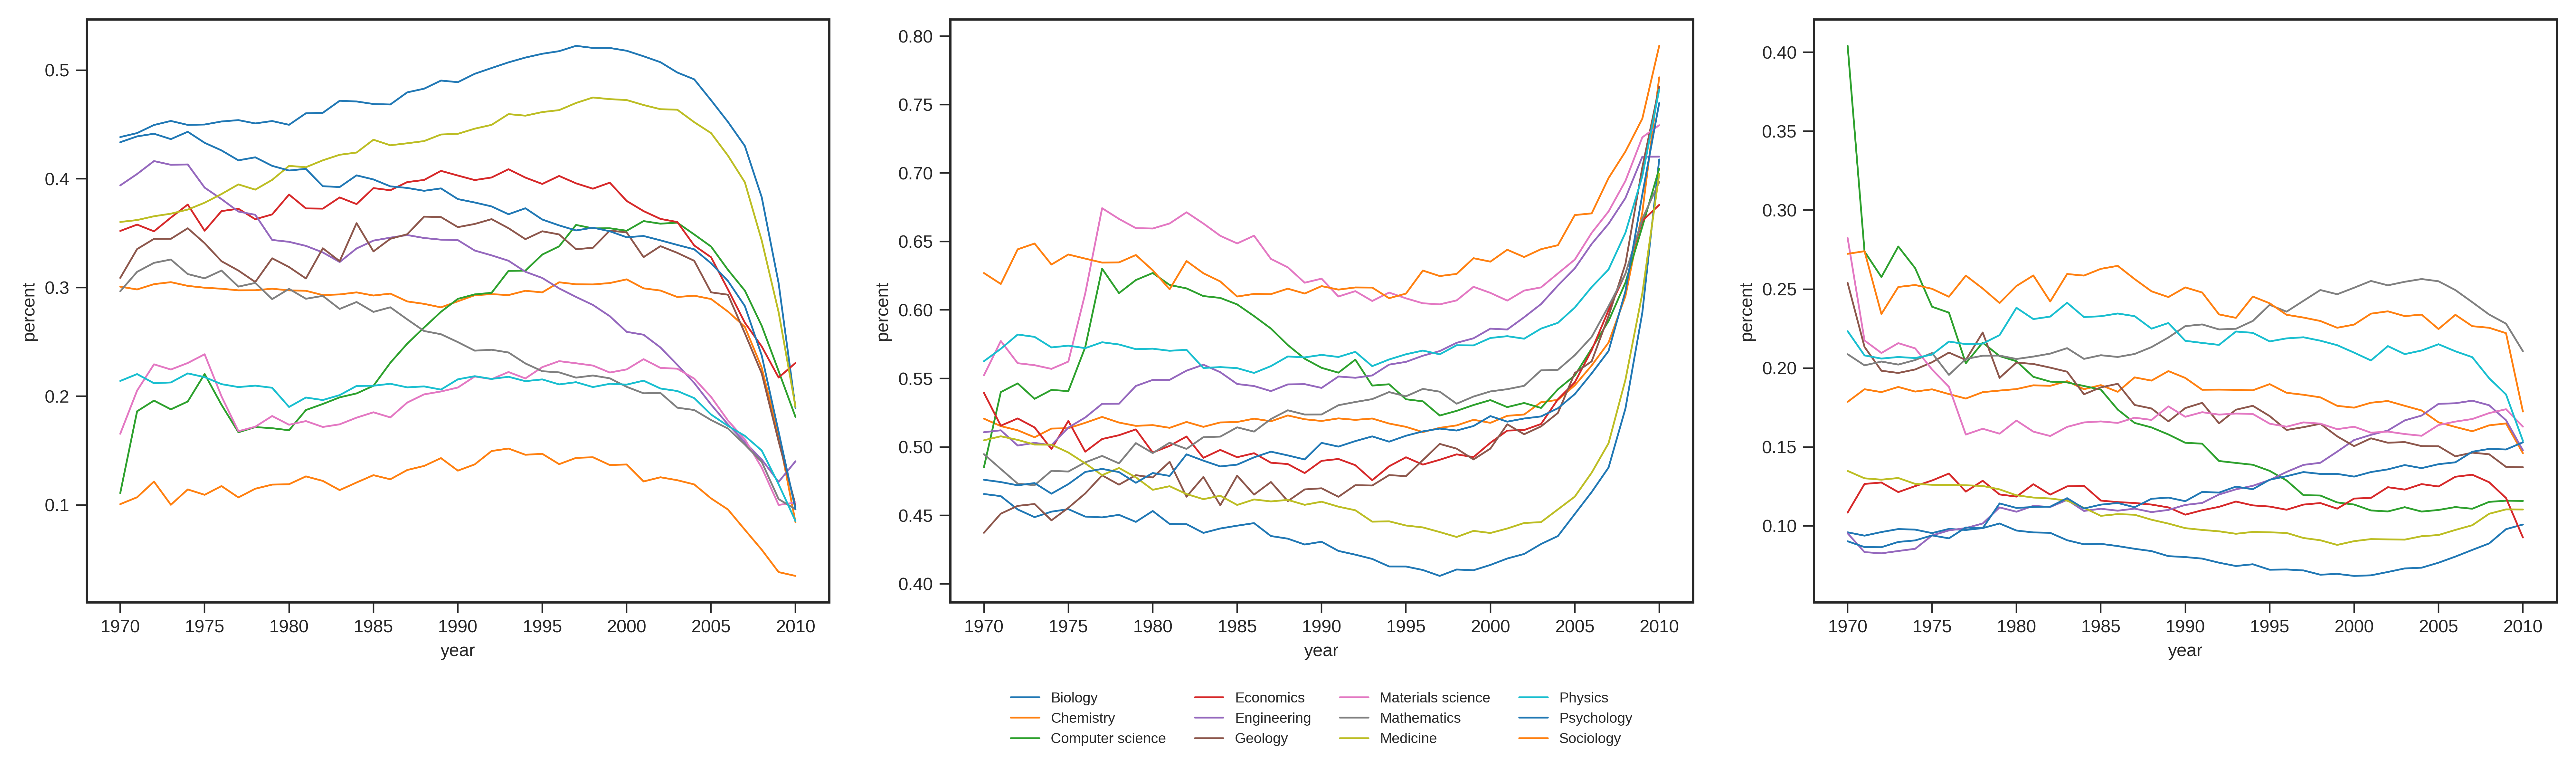 0.5
0.4
0.3
0.2
0.1
percent
1970 1975 1980 1985 1990 1995 2000 2005 2010
year
0.80
0.75
0.70
0.65
0.60
0.55
0.50
0.45
0.40
percent
1970 1975 1980 1985 1990 1995 2000 2005 2010
year
0.40
0.35
0.30
0.25
0.20
0.15
0.10
percent
1970 1975 1980 1985 1990 1995 2000 2005 2010
year
Biology Economics Materials science Physics
Chemistry Engineering Mathematics Psychology
Computer science Geology Medicine Sociology